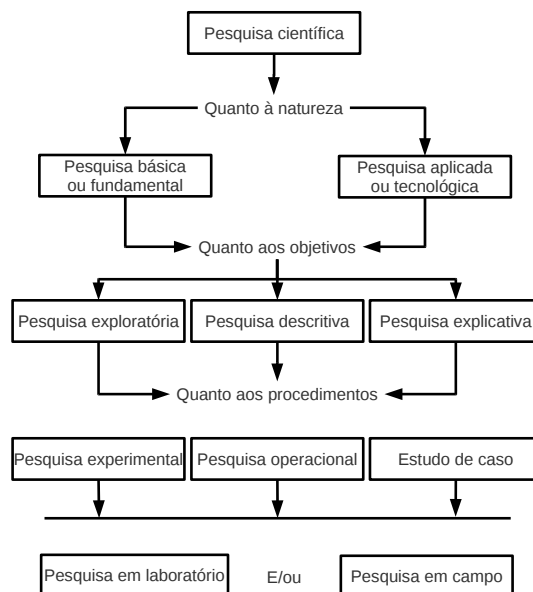 Pesquisa científica
Quanto à natureza
Pesquisa básica
ou fundamental
Pesquisa aplicada
ou tecnológica
Quanto aos objetivos
Pesquisa exploratória
Pesquisa descritiva
Pesquisa explicativa
Quanto aos procedimentos
Pesquisa experimental
Pesquisa operacional
Estudo de caso
Pesquisa em laboratório
E/ou
Pesquisa em campo